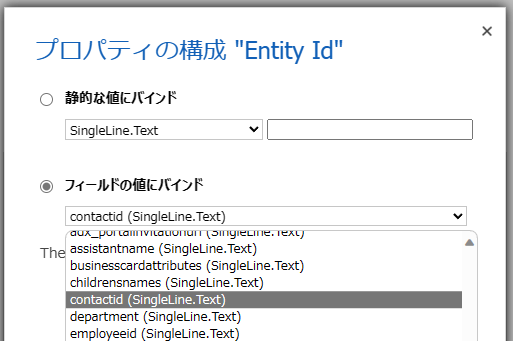 プロパティの構成 "Entity Id"
静的な値にバインド
SingleLine.Text
フィールドの値にバインド
contactid (SingleLine.Text)
adx_portalinvitationurl (SingleLine.Text)
The
assistantname (SingleLine.Text)
businesscardattributes (SingleLine.Text)
childrensnames (SingleLine.Text)
contactid (SingleLine.Text)
department (SingleLine.Text)
employeeid (SingleLine.Text)